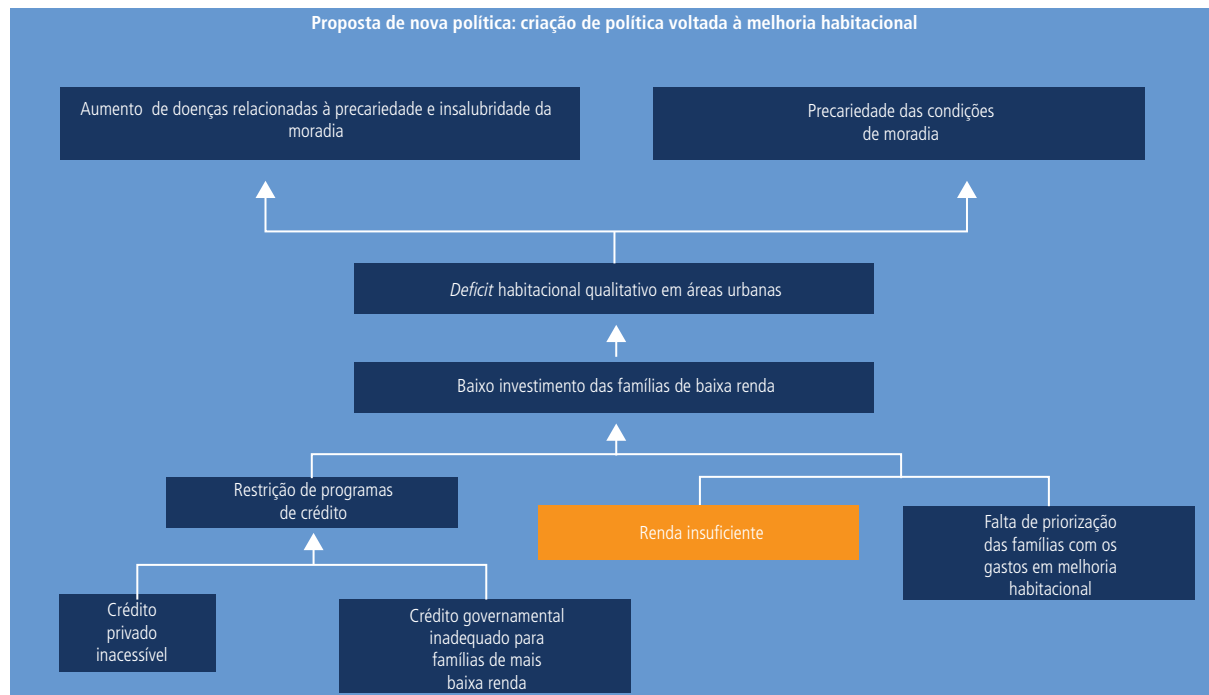 Proposta de nova política: criação de política voltada à melhoria habitacional
Aumento de doenças relacionadas à precariedade e insalubridade da
moradia
Precariedade das condições
de moradia
Deficit habitacional qualitativo em áreas urbanas
Baixo investimento das famílias de baixa renda
Restrição de programas
de crédito
Renda insuficiente
Falta de priorização
das famílias com os
gastos em melhoria
habitacional
Crédito
privado
inacessível
Crédito governamental
inadequado para
famílias de mais
baixa renda